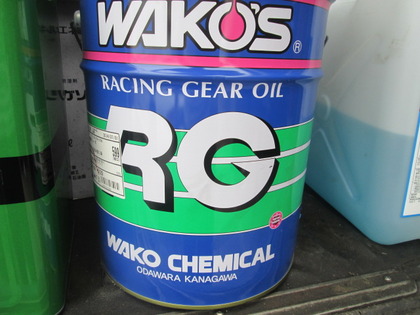 WAKO'S
®
RACING GEAR OIL
RG
WAKO CHEMICAL
ODAWARA KANAGAWA